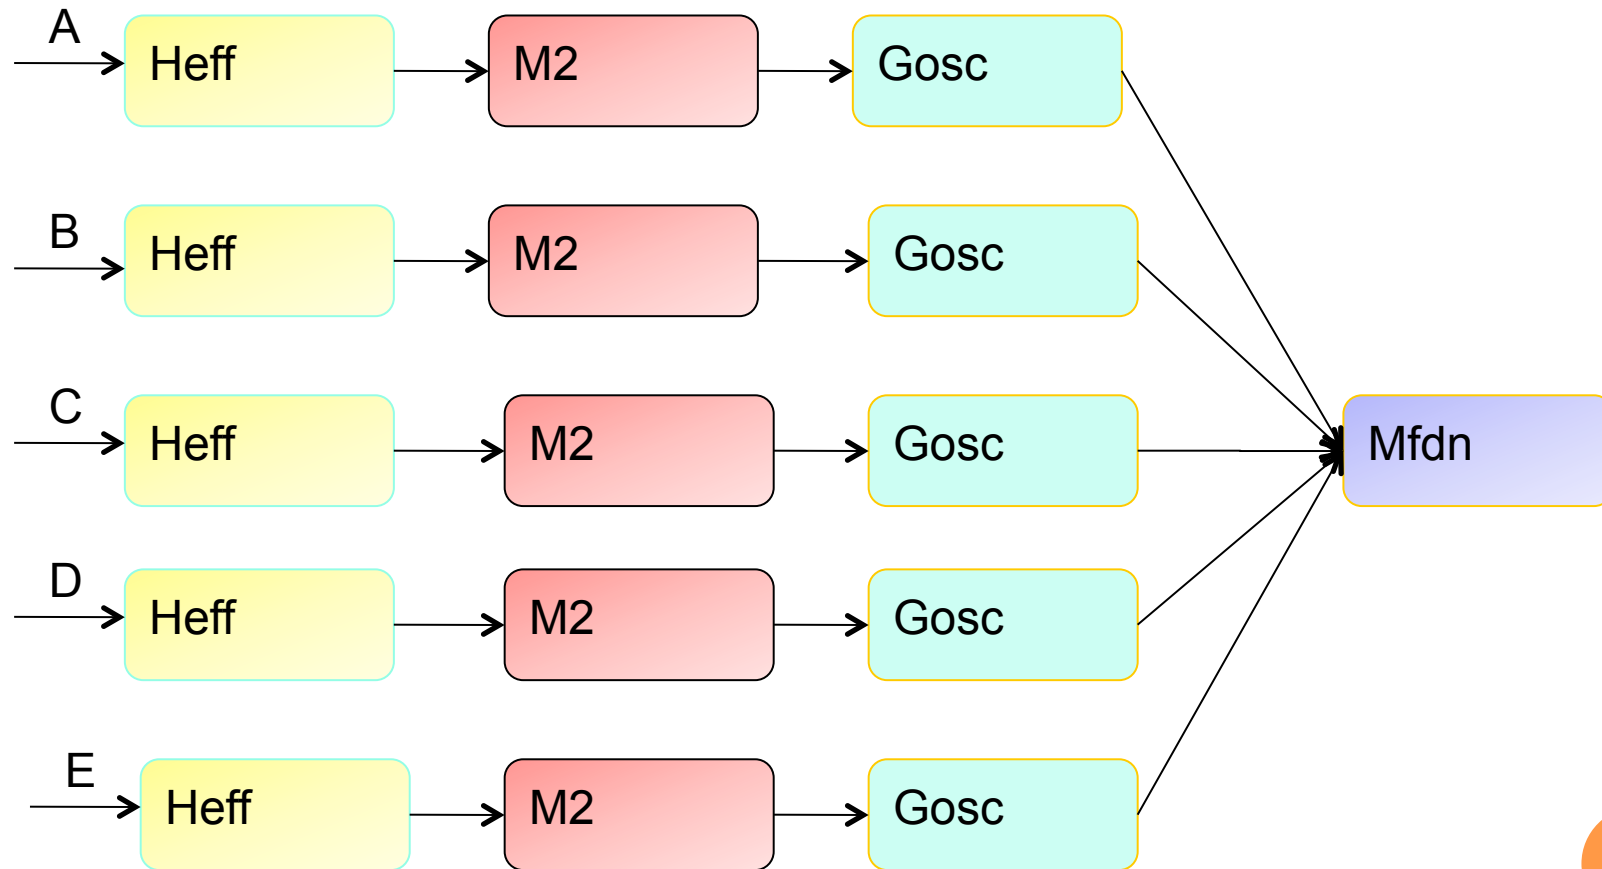 A
Heff M2 Gosc
B
Heff M2 Gosc
C
Heff M2 Gosc Mfdn
D
Heff M2 Gosc
E
Heff M2 Gosc